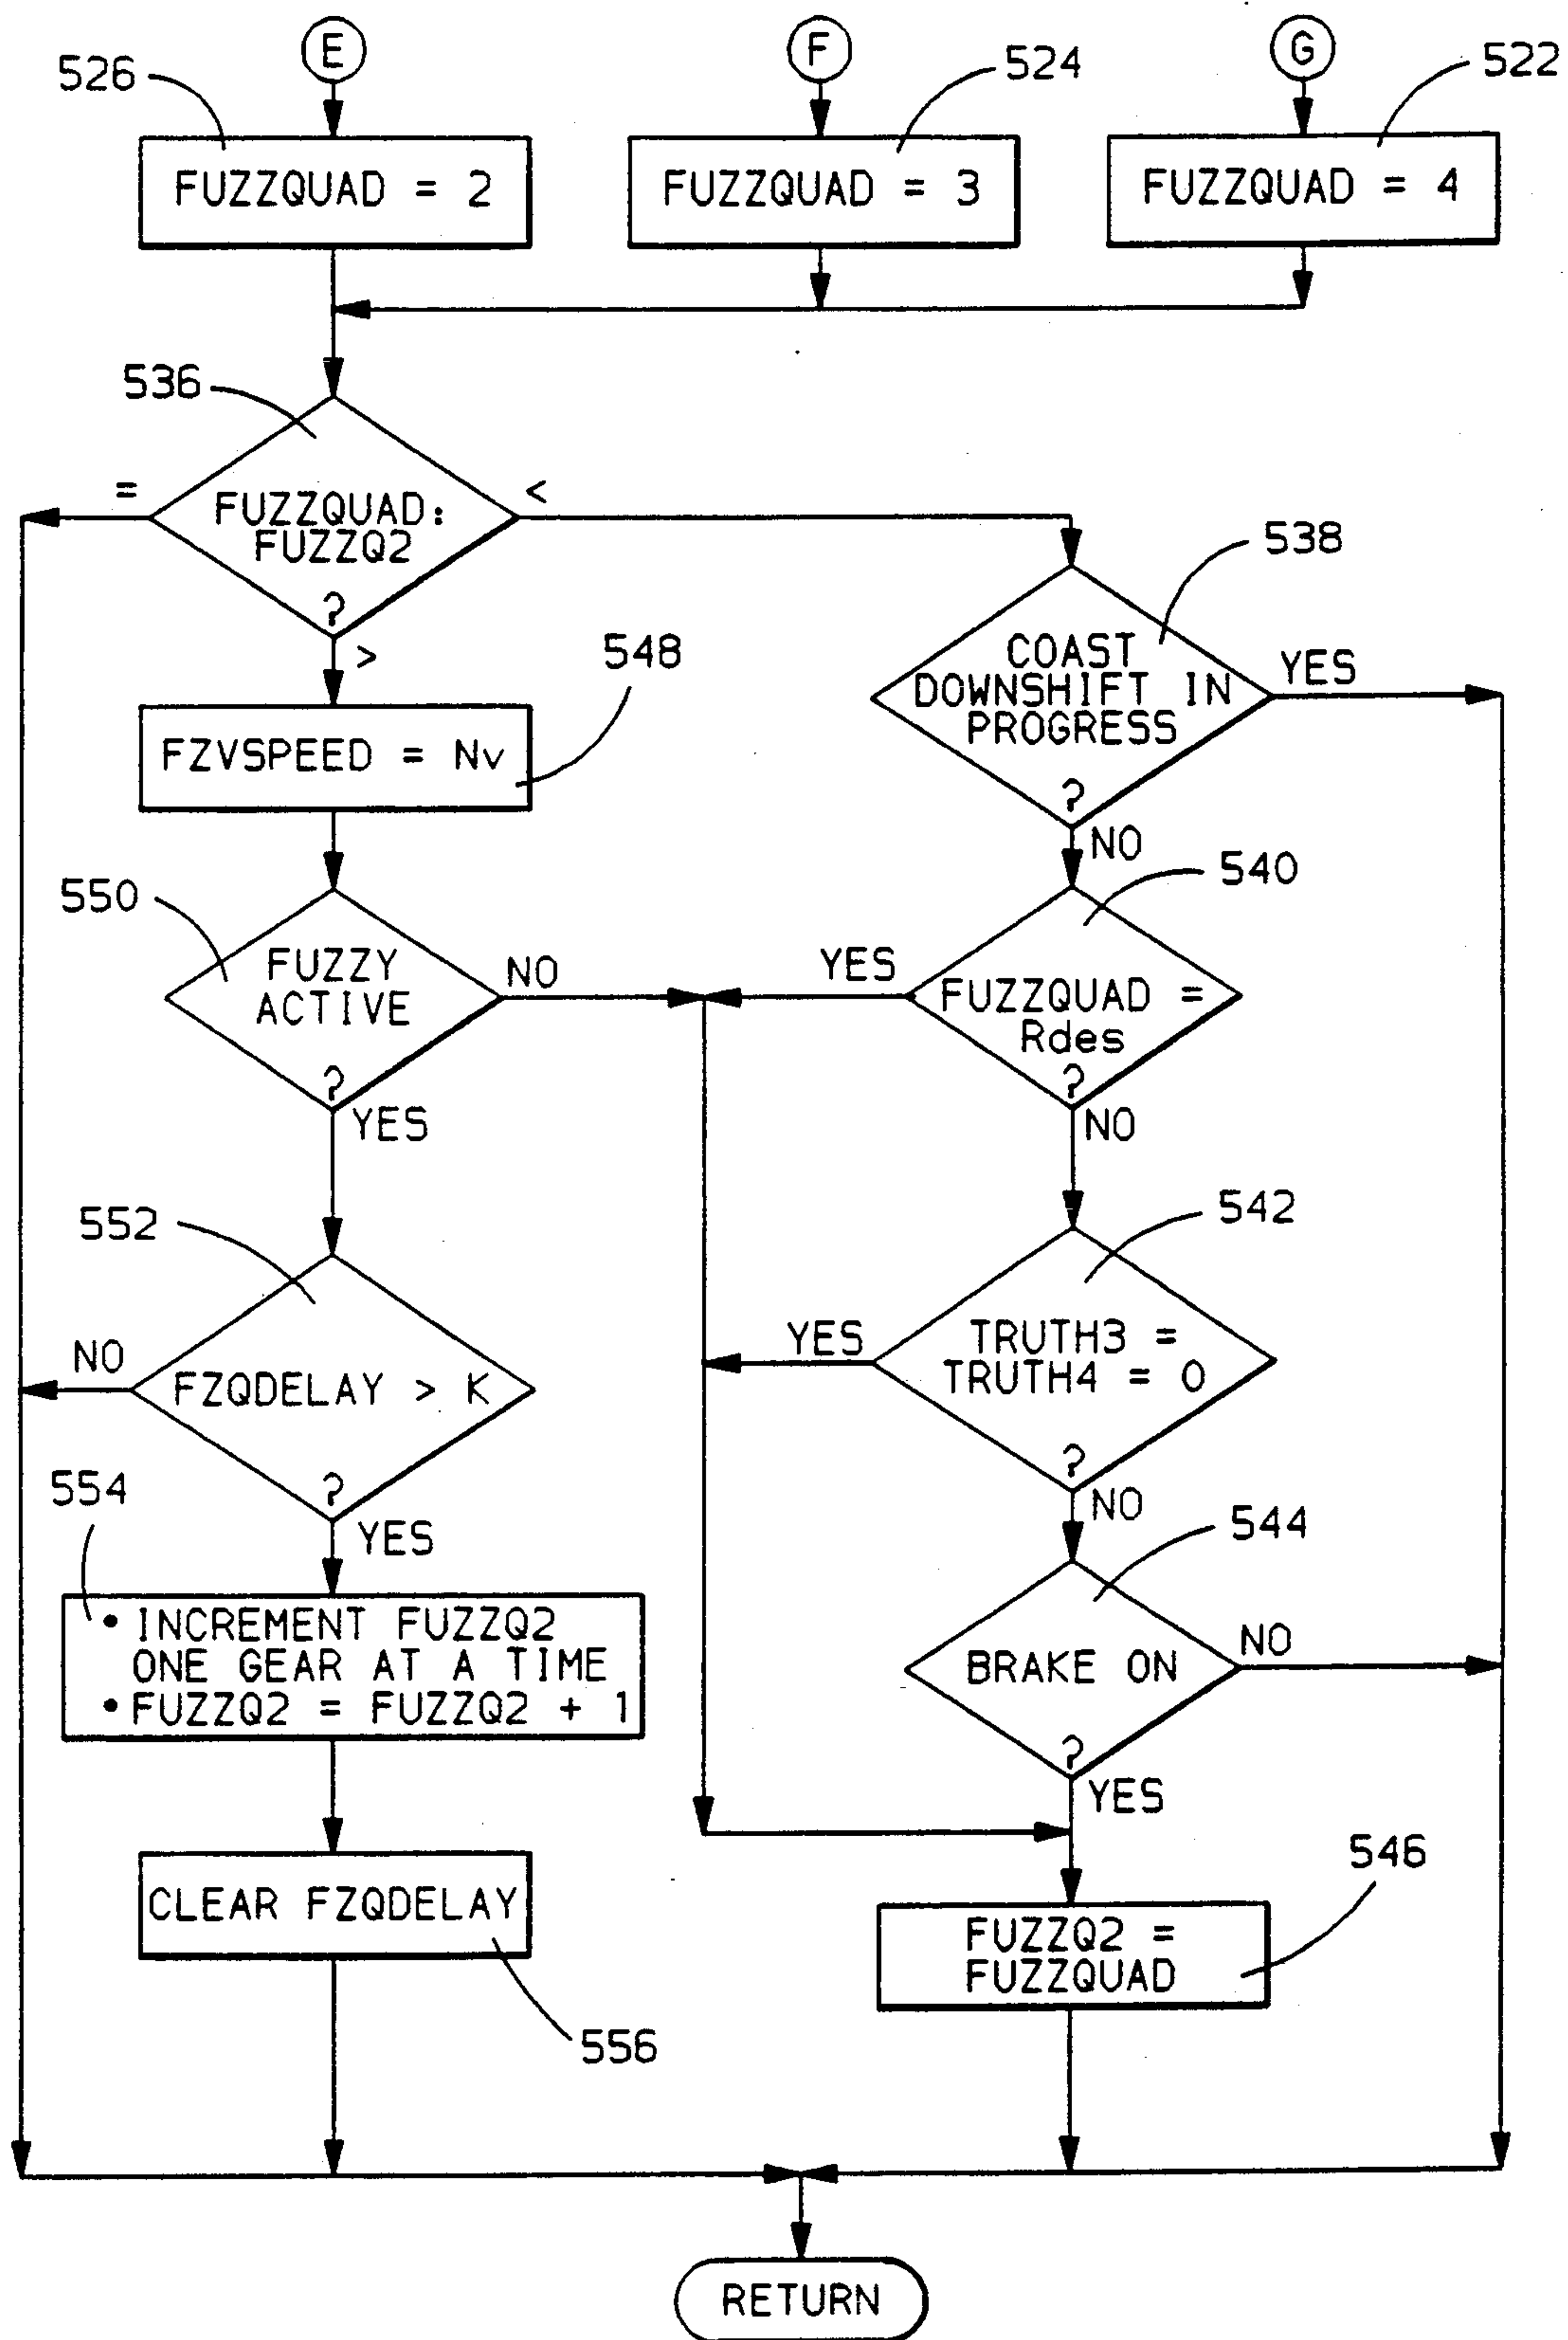 E
F
G
526
524
522
FUZZQUAD = 2
FUZZQUAD = 3
FUZZQUAD = 4
536
=
<
FUZZQUAD:
FUZZQ2
?
>
538
COAST
DOWNSHIFT IN
PROGRESS
?
YES
NO
548
FZVSPEED = Nv
550
FUZZY
ACTIVE
?
NO
YES
540
YES
FUZZQUAD =
Rdes
?
NO
552
NO
FZQDELAY > K
?
YES
542
YES
TRUTH3 =
TRUTH4 = 0
?
NO
554
• INCREMENT FUZZQ2
ONE GEAR AT A TIME
• FUZZQ2 = FUZZQ2 + 1
544
BRAKE ON
NO
?
YES
CLEAR FZQDELAY
556
546
FUZZQ2 =
FUZZQUAD
RETURN